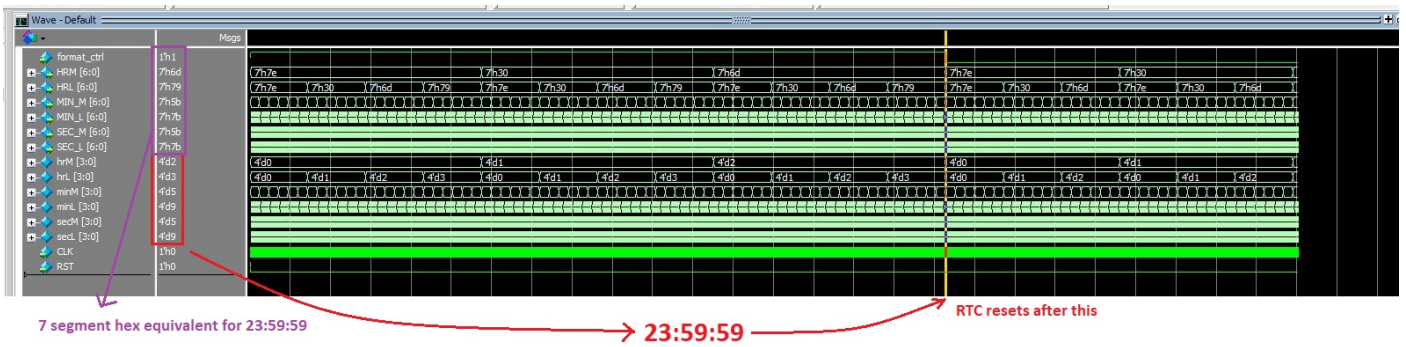 Wave - Default
Msgs
format_ctrl 1'h1
HRM [6:0] 7'h6d 7'h7e 7'h30 7'h6d 7'h7e 7'h30
HRL [6:0] 7'h79 7'h7e 7'h30 7'h6d 7'h79 7'h7e 7'h30 7'h6d 7'h79 7'h7e 7'h30 7'h6d 7'h79 7'h7e 7'h30 7'h6d 7'h7e 7'h30 7'h6d
MIN_M [6:0] 7'h5b
MIN_L [6:0] 7'h7b
SEC_M [6:0] 7'h5b
SEC_L [6:0] 7'h7b
hrM [3:0] 4'd2 4'd0 4'd1 4'd2 4'd0 4'd1
hrL [3:0] 4'd3 4'd0 4'd1 4'd2 4'd3 4'd0 4'd1 4'd2 4'd3 4'd0 4'd1 4'd2 4'd3 4'd0 4'd1 4'd2 4'd0 4'd1 4'd2
minM [3:0] 4'd5
minL [3:0] 4'd9
secM [3:0] 4'd5
secL [3:0] 4'd9
CLK 1'h0
RST 1'h0
RTC resets after this
7 segment hex equivalent for 23:59:59
23:59:59